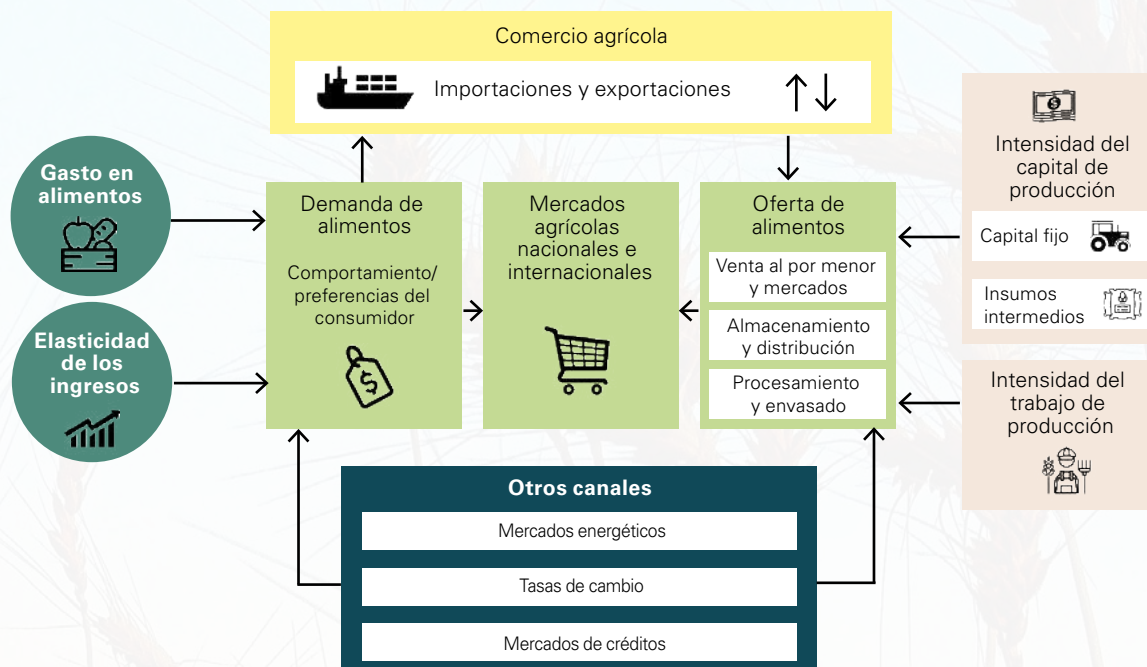 Comercio agrícola
Importaciones y exportaciones
Gasto en
alimentos
Elasticidad
de los
ingresos
Demanda de
alimentos
Comportamiento/
preferencias del
consumidor
$
Mercados
agrícolas
nacionales e
internacionales
Oferta de
alimentos
Venta al por menor
y mercados
Almacenamiento
y distribución
Procesamiento
y envasado
$
Intensidad del
capital de
producción
Capital fijo
Insumos
intermedios
Intensidad del
trabajo de
producción
Otros canales
Mercados energéticos
Tasas de cambio
Mercados de créditos